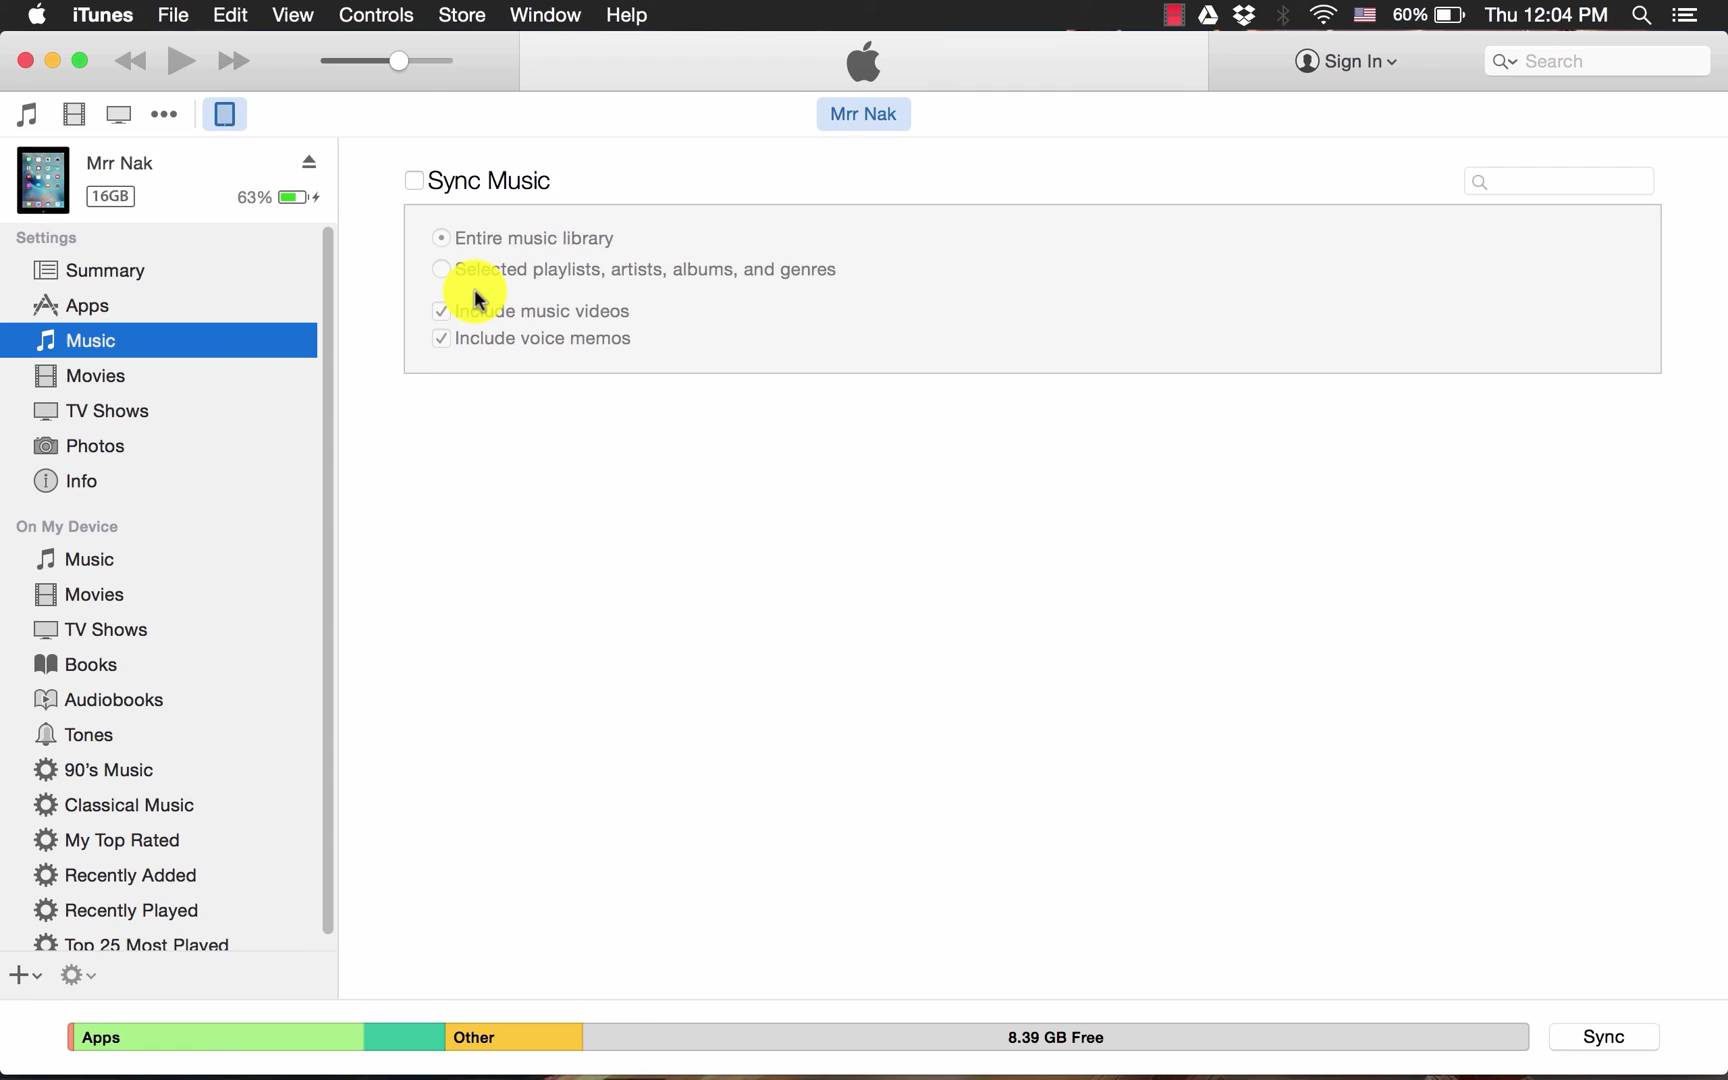 iTunes File Edit View Controls Store Window Help 60% Thu 12:04 PM
Sign In Search
Mrr Nak
Mrr Nak
16GB 63%
Sync Music
Settings
Entire music library
Selected playlists, artists, albums, and genres
Include music videos
Include voice memos
Summary
Apps
Music
Movies
TV Shows
Photos
Info
On My Device
Music
Movies
TV Shows
Books
Audiobooks
Tones
90's Music
Classical Music
My Top Rated
Recently Added
Recently Played
Top 25 Most Played
Apps Other 8.39 GB Free Sync